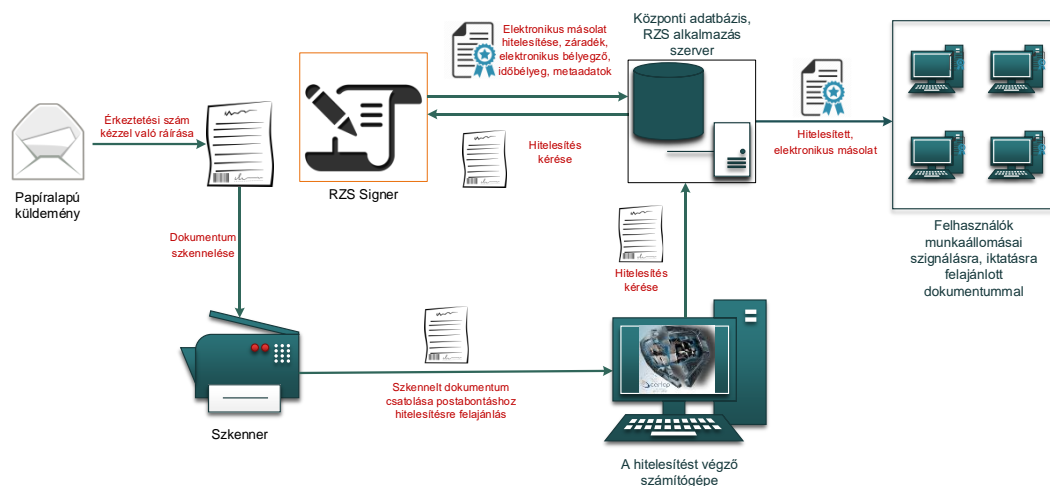 Elektronikus másolat
hitelesítése, záradék,
elektronikus bélyegző,
időbélyeg, metaadatok
Központi adatbázis,
RZS alkalmazás
szerver
Érkeztetési szám
kézzel való ráírása
Papíralapú
küldemény
RZS Signer
Hitelesítés
kérése
Hitelesített,
elektronikus másolat
Felhasználók
munkaállomásai
szignálásra, iktatásra
felajánlott
dokumentummal
Dokumentum
szkennelése
Hitelesítés
kérése
Szkennelt dokumentum
csatolása postabontáshoz
hitelesítésre felajánlás
Szkenner
A hitelesítést végző
számítógépe